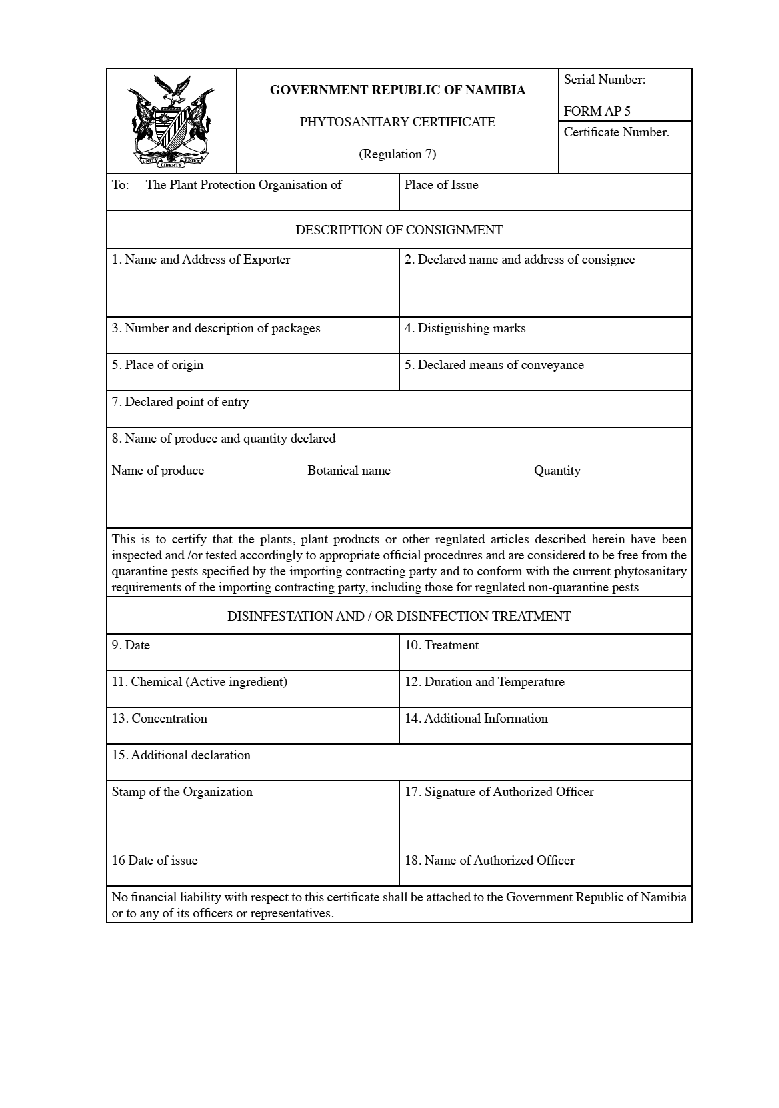 GOVERNMENT REPUBLIC OF NAMIBIA
PHYTOSANITARY CERTIFICATE
(Regulation 7)
Serial Number:
FORM AP 5
Certificate Number.
To: The Plant Protection Organisation of
Place of Issue
DESCRIPTION OF CONSIGNMENT
1. Name and Address of Exporter
2. Declared name and address of consignee
3. Number and description of packages
4. Distiguishing marks
5. Place of origin
5. Declared means of conveyance
7. Declared point of entry
8. Name of produce and quantity declared
Name of produce Botanical name Quantity
This is to certify that the plants, plant products or other regulated articles described herein have been
inspected and /or tested accordingly to appropriate official procedures and are considered to be free from the
quarantine pests specified by the importing contracting party and to conform with the current phytosanitary
requirements of the importing contracting party, including those for regulated non-quarantine pests
DISINFESTATION AND / OR DISINFECTION TREATMENT
9. Date
10. Treatment
11. Chemical (Active ingredient)
12. Duration and Temperature
13. Concentration
14. Additional Information
15. Additional declaration
Stamp of the Organization
17. Signature of Authorized Officer
16 Date of issue
18. Name of Authorized Officer
No financial liability with respect to this certificate shall be attached to the Government Republic of Namibia
or to any of its officers or representatives.